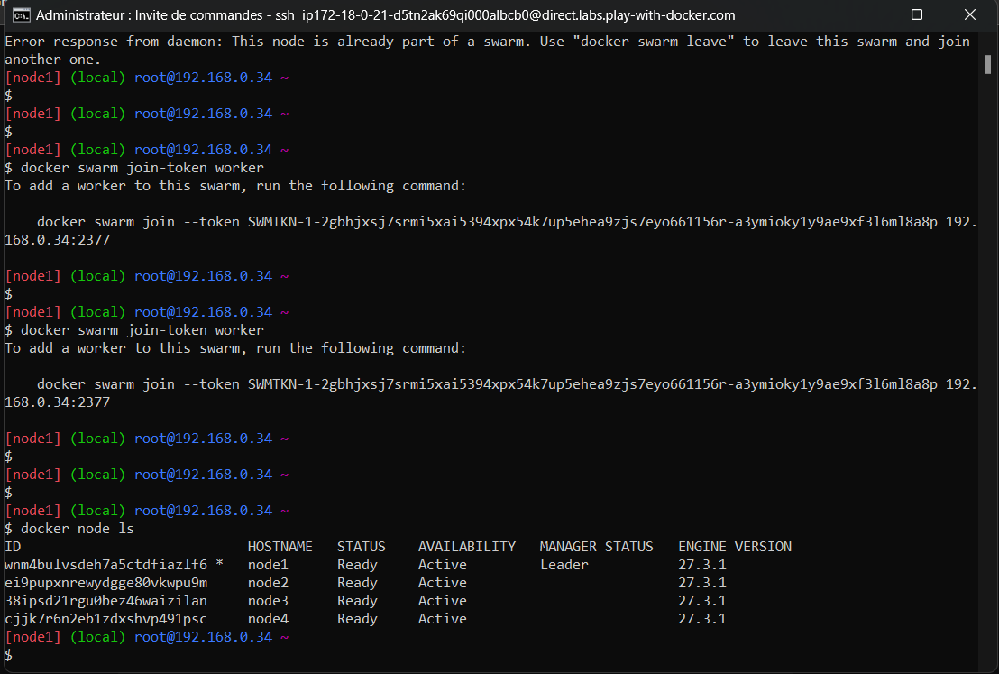 Administrateur : Invite de commandes - ssh ip172-18-0-21-d5tn2ak69qi000albcb0@direct.labs.play-with-docker.com
Error response from daemon: This node is already part of a swarm. Use "docker swarm leave" to leave this swarm and join
another one.
[node1] (local) root@192.168.0.34 ~
$
[node1] (local) root@192.168.0.34 ~
$
[node1] (local) root@192.168.0.34 ~
$ docker swarm join-token worker
To add a worker to this swarm, run the following command:
docker swarm join --token SWMTKN-1-2gbhjxsj7srmi5xai5394xpx54k7up5ehea9zjs7eyo661156r-a3ymioky1y9ae9xf3l6ml8a8p 192.
168.0.34:2377
[node1] (local) root@192.168.0.34 ~
$
[node1] (local) root@192.168.0.34 ~
$ docker swarm join-token worker
To add a worker to this swarm, run the following command:
docker swarm join --token SWMTKN-1-2gbhjxsj7srmi5xai5394xpx54k7up5ehea9zjs7eyo661156r-a3ymioky1y9ae9xf3l6ml8a8p 192.
168.0.34:2377
[node1] (local) root@192.168.0.34 ~
$
[node1] (local) root@192.168.0.34 ~
$
[node1] (local) root@192.168.0.34 ~
$ docker node ls
ID HOSTNAME STATUS AVAILABILITY MANAGER STATUS ENGINE VERSION
wnm4bulvsdeh7a5ctdfiazlf6 * node1 Ready Active Leader 27.3.1
ei9pupxnrewydgge80vkwpu9m node2 Ready Active 27.3.1
38ipsd21rgu0bez46waizilan node3 Ready Active 27.3.1
cjjk7r6n2eb1zdxshvp491psc node4 Ready Active 27.3.1
[node1] (local) root@192.168.0.34 ~
$